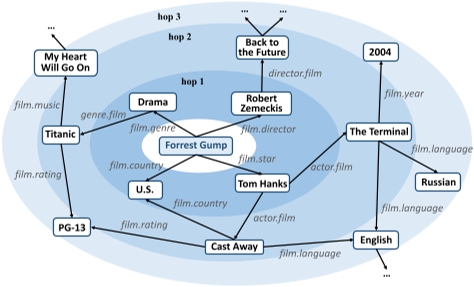 hop 3
...
...
...
hop 2
My Heart
Will Go On
Back to
the Future
2004
director.film
hop 1
film.music
Drama
Robert
Zemeckis
film.year
genre.film
film.genre
film.director
Titanic
The Terminal
Forrest Gump
film.language
film.country
film.star
actor.film
film.rating
U.S.
Tom Hanks
Russian
film.country
film.language
actor.film
PG-13
film.rating
Cast Away
English
film.language
...